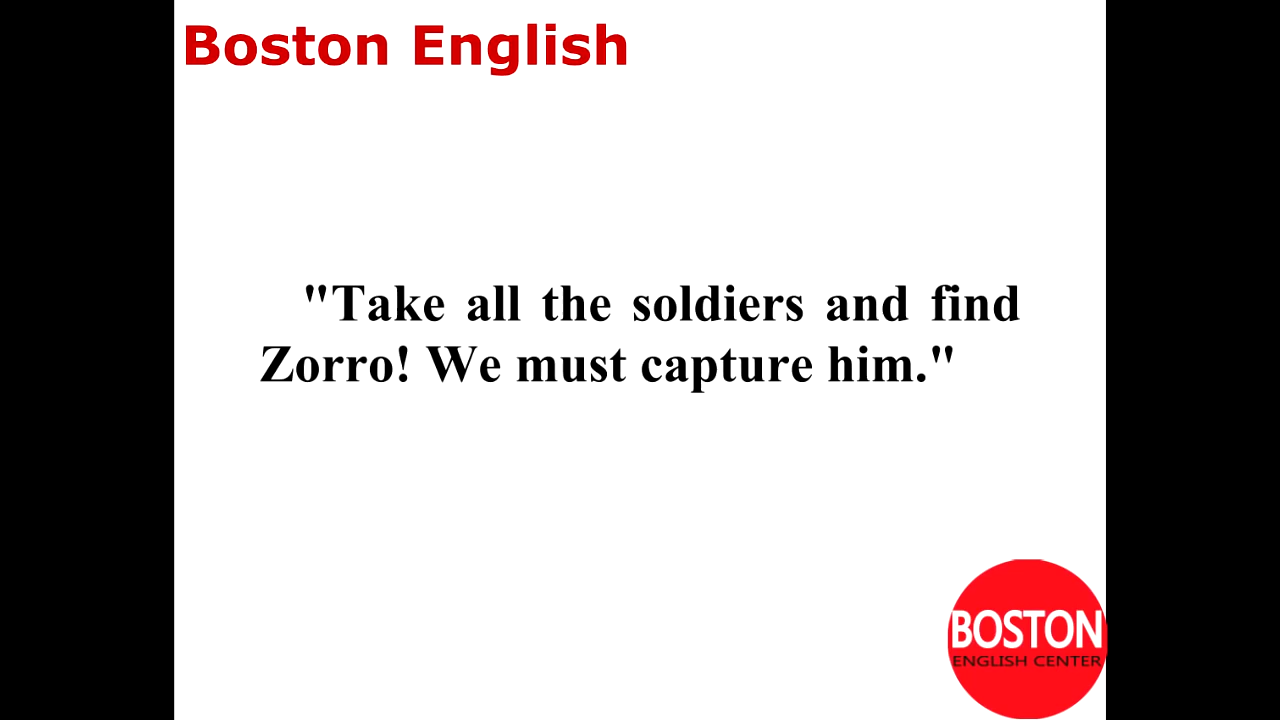 Boston English
"Take all the soldiers and find
Zorro! We must capture him."
BOSTON
ENGLISH CENTER